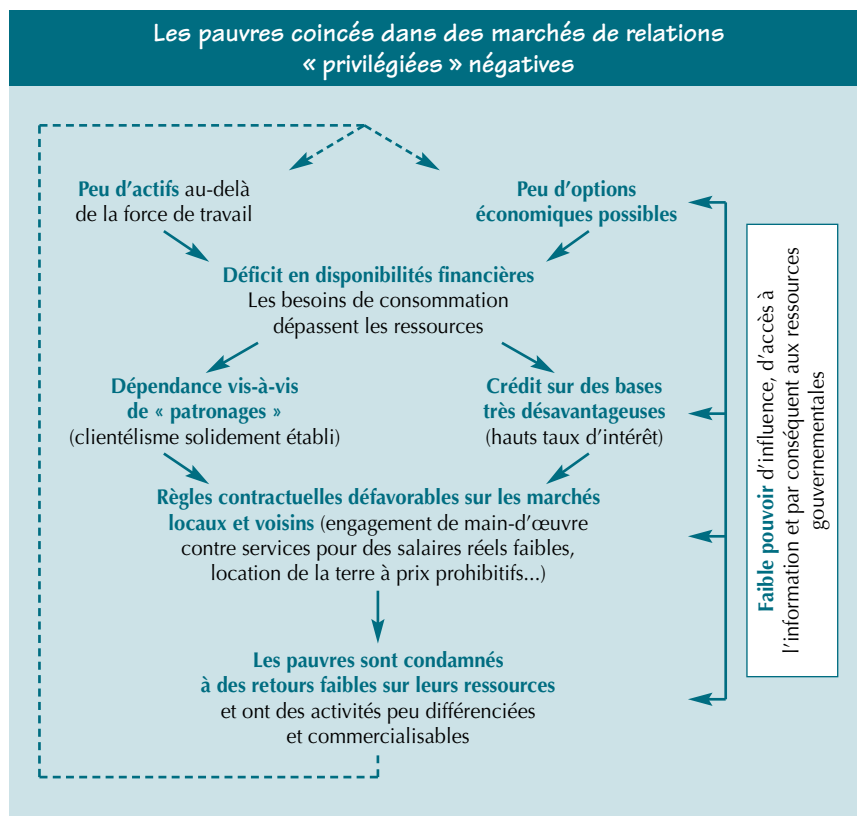 Les pauvres coincés dans des marchés de relations
« privilégiées » négatives
Peu d'actifs au-delà
de la force de travail
Peu d'options
économiques possibles
Déficit en disponibilités financières
Les besoins de consommation
dépassent les ressources
Dépendance vis-à-vis
de « patronages »
(clientélisme solidement établi)
Crédit sur des bases
très désavantageuses
(hauts taux d'intérêt)
Règles contractuelles défavorables sur les marchés
locaux et voisins (engagement de main-d'œuvre
contre services pour des salaires réels faibles,
location de la terre à prix prohibitifs...)
Les pauvres sont condamnés
à des retours faibles sur leurs ressources
et ont des activités peu différenciées
et commercialisables
Faible pouvoir d'influence, d'accès à
l'information et par conséquent aux ressources
gouvernementales